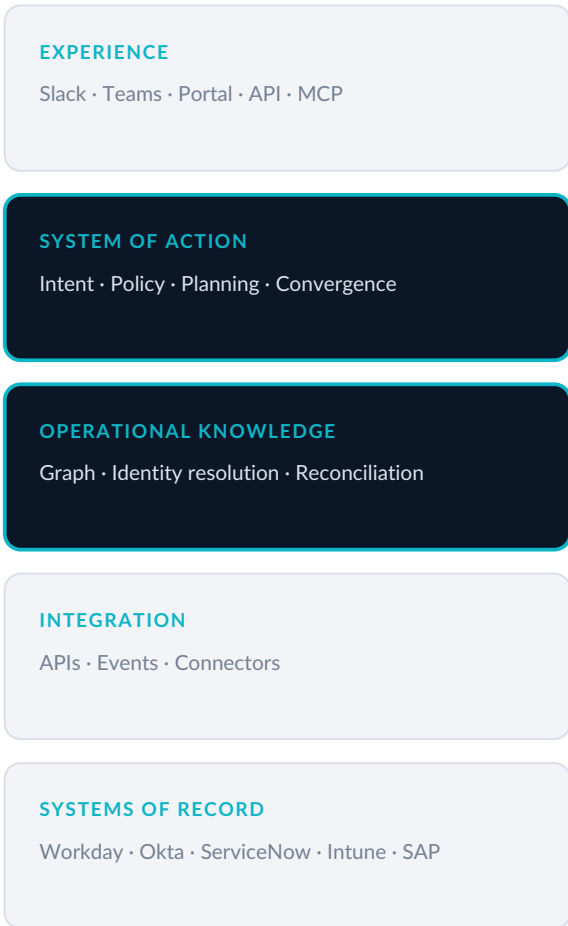 EXPERIENCE
Slack · Teams · Portal · API · MCP
SYSTEM OF ACTION
Intent · Policy · Planning · Convergence
OPERATIONAL KNOWLEDGE
Graph · Identity resolution · Reconciliation
INTEGRATION
APIs · Events · Connectors
SYSTEMS OF RECORD
Workday · Okta · ServiceNow · Intune · SAP